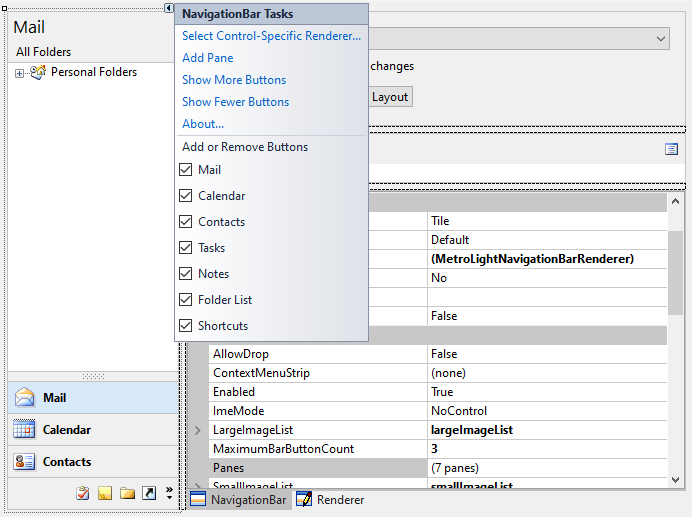 Mail
All Folders
Personal Folders
NavigationBar Tasks
Select Control-Specific Renderer...
Add Pane
Show More Buttons
Show Fewer Buttons
About...
Add or Remove Buttons
Mail
Calendar
Contacts
Tasks
Notes
Folder List
Shortcuts
changes
Layout
Tile
Default
(MetroLightNavigationBarRenderer)
No
False
AllowDrop False
ContextMenuStrip (none)
Enabled True
ImeMode NoControl
LargeImageList largeImageList
MaximumBarButtonCount 3
Panes (7 panes)
SmallImageList smallImageList
Mail
Calendar
Contacts
NavigationBar Renderer